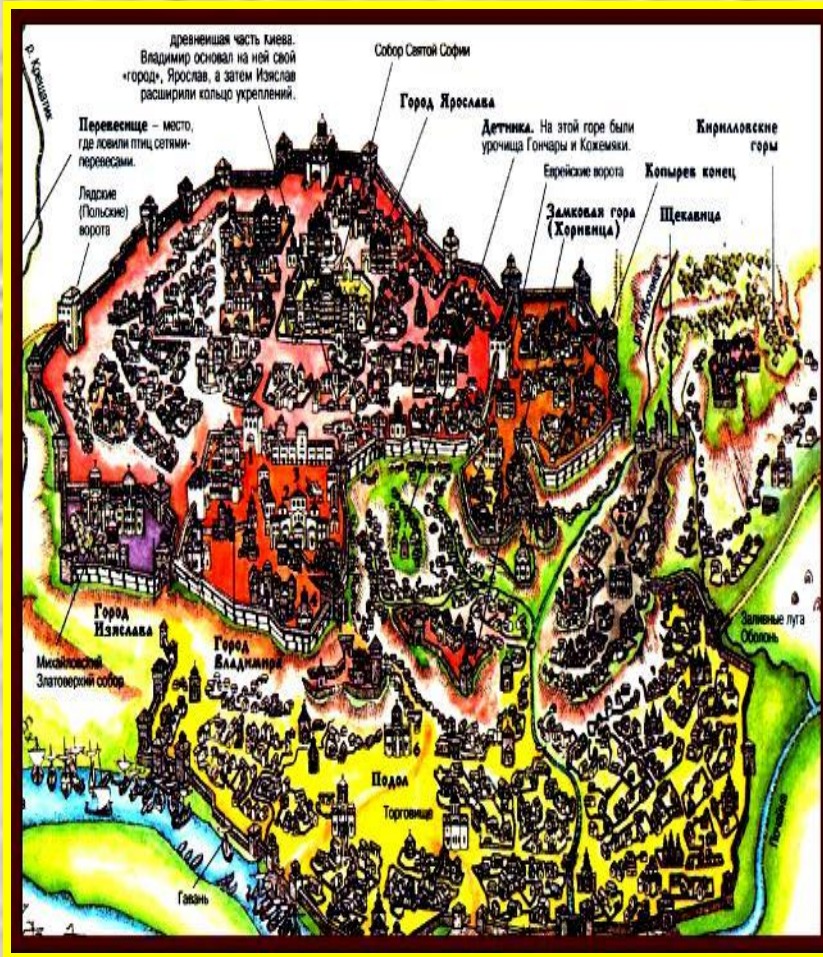 р. Крещатик
древнейшая часть Киева.
Владимир основал на ней свой
«город», Ярослав, а затем Изяслав
расширили кольцо укреплений.
Собор Святой Софии
Город Ярослава
Перевесище – место,
где ловили птиц сетями-
перевесами.
Детинка. На этой горе были
урочища Гончары и Кожемяки.
Кирилловские
горы
Еврейские ворота
Копырев конец
Лядские
(Польские)
ворота
Замковая гора
(Хоривица)
Щекавица
Город
Изяслава
Город
Владимира
Михайловский
Златоверхий собор
Заливные луга
Оболонь
Подол
Торговище
Почайна
Гавань